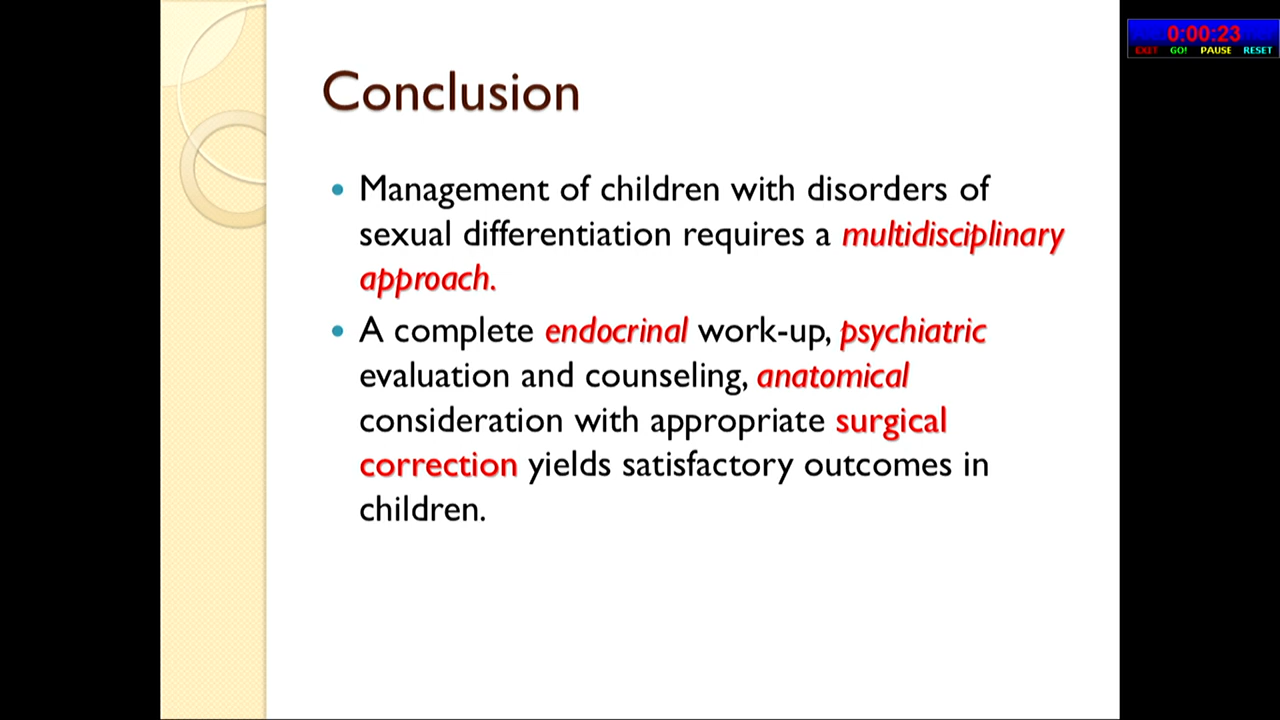 0:00:23
EXIT GO! PAUSE RESET
Conclusion
Management of children with disorders of
sexual differentiation requires a multidisciplinary
approach.
A complete endocrinal work-up, psychiatric
evaluation and counseling, anatomical
consideration with appropriate surgical
correction yields satisfactory outcomes in
children.